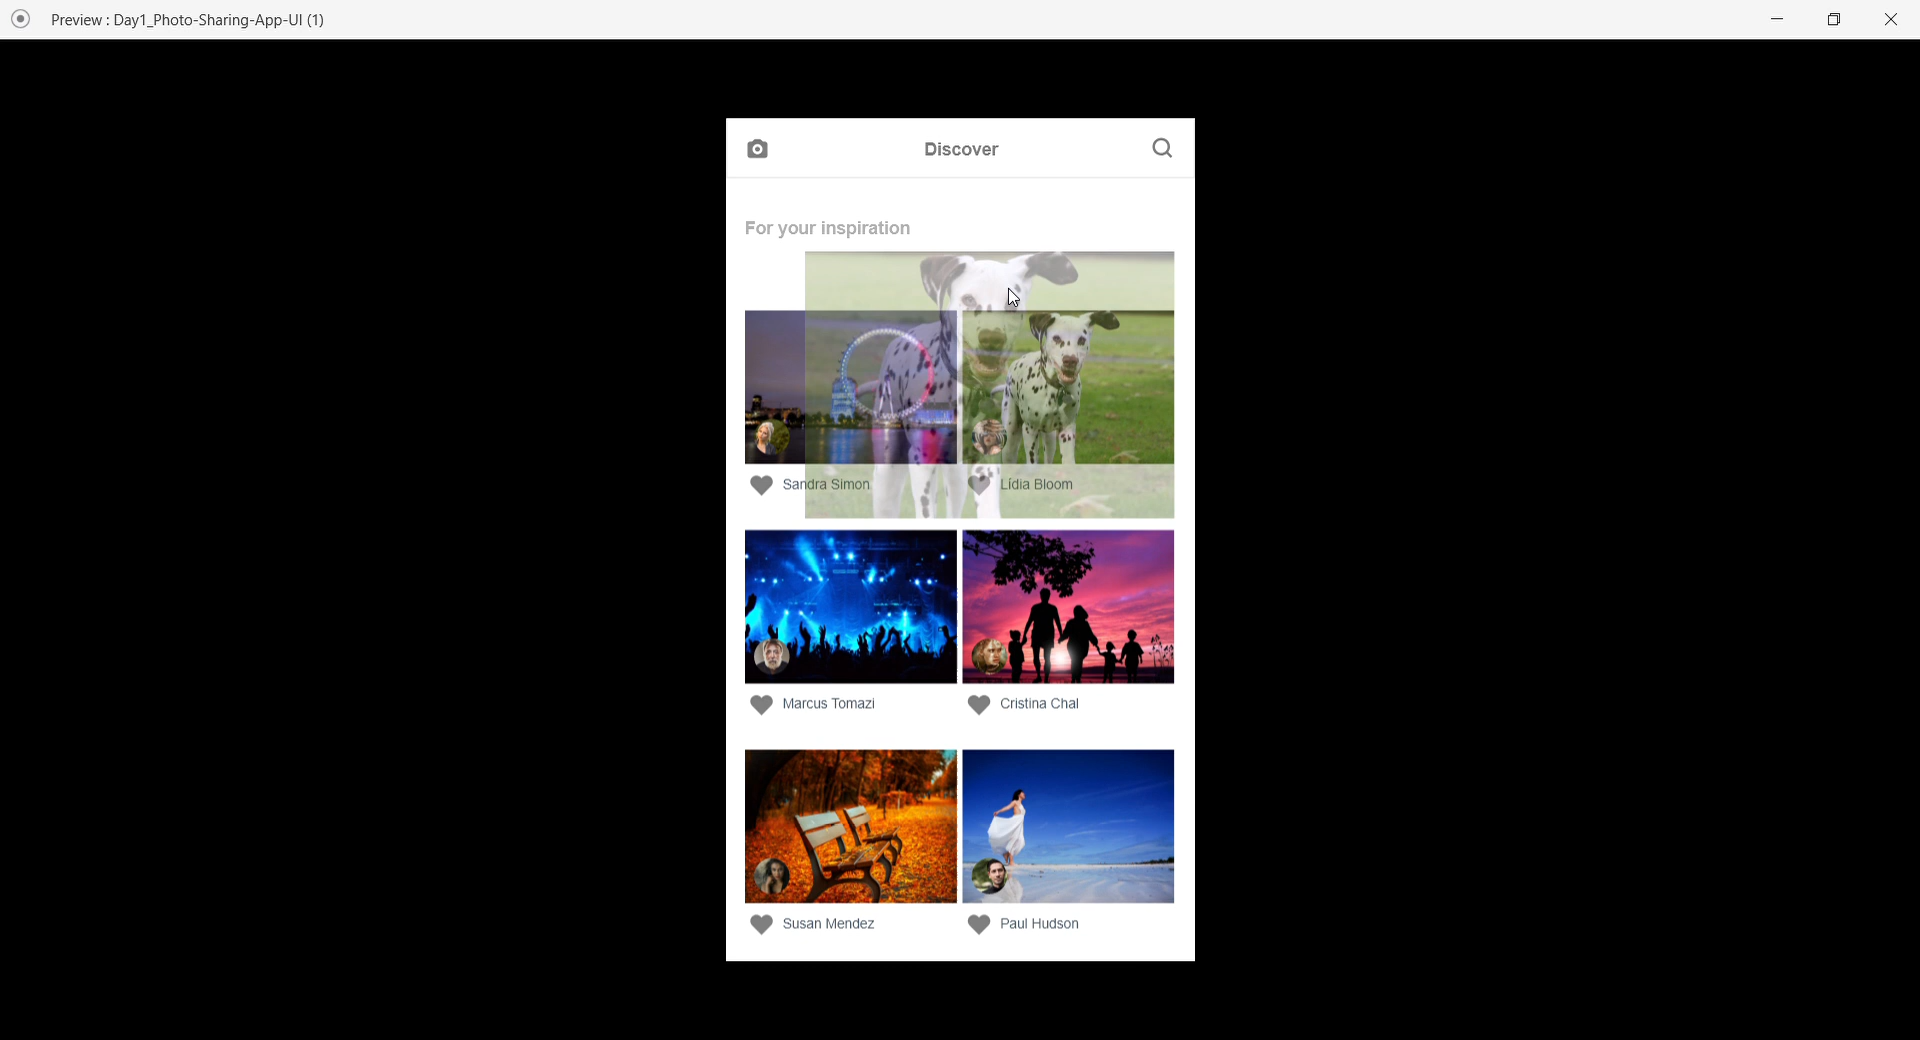 Preview : Day1_Photo-Sharing-App-UI (1)
Discover
For your inspiration
Sandra Simon
Lídia Bloom
Marcus Tomazi
Cristina Chal
Susan Mendez
Paul Hudson